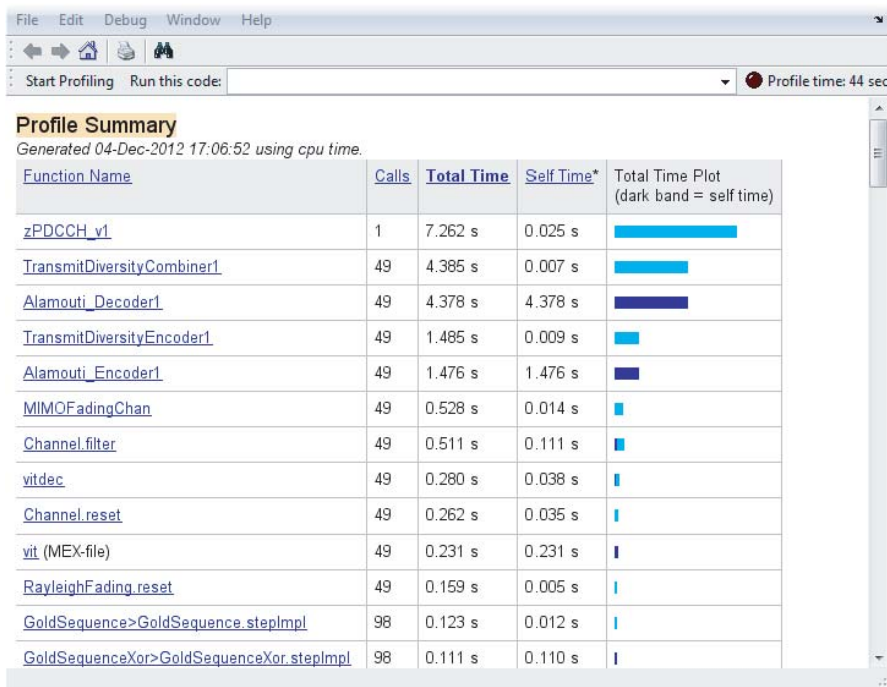 File Edit Debug Window Help
Start Profiling Run this code: Profile time: 44 sec
Profile Summary
Generated 04-Dec-2012 17:06:52 using cpu time.
Function Name Calls Total Time Self Time* Total Time Plot
(dark band = self time)
zPDCCH_v1 1 7.262 s 0.025 s
TransmitDiversityCombiner1 49 4.385 s 0.007 s
Alamouti_Decoder1 49 4.378 s 4.378 s
TransmitDiversityEncoder1 49 1.485 s 0.009 s
Alamouti_Encoder1 49 1.476 s 1.476 s
MIMOFadingChan 49 0.528 s 0.014 s
Channel.filter 49 0.511 s 0.111 s
vitdec 49 0.280 s 0.038 s
Channel.reset 49 0.262 s 0.035 s
vit (MEX-file) 49 0.231 s 0.231 s
RayleighFading.reset 49 0.159 s 0.005 s
GoldSequence>GoldSequence.stepImpl 98 0.123 s 0.012 s
GoldSequenceXor>GoldSequenceXor.stepImpl 98 0.111 s 0.110 s